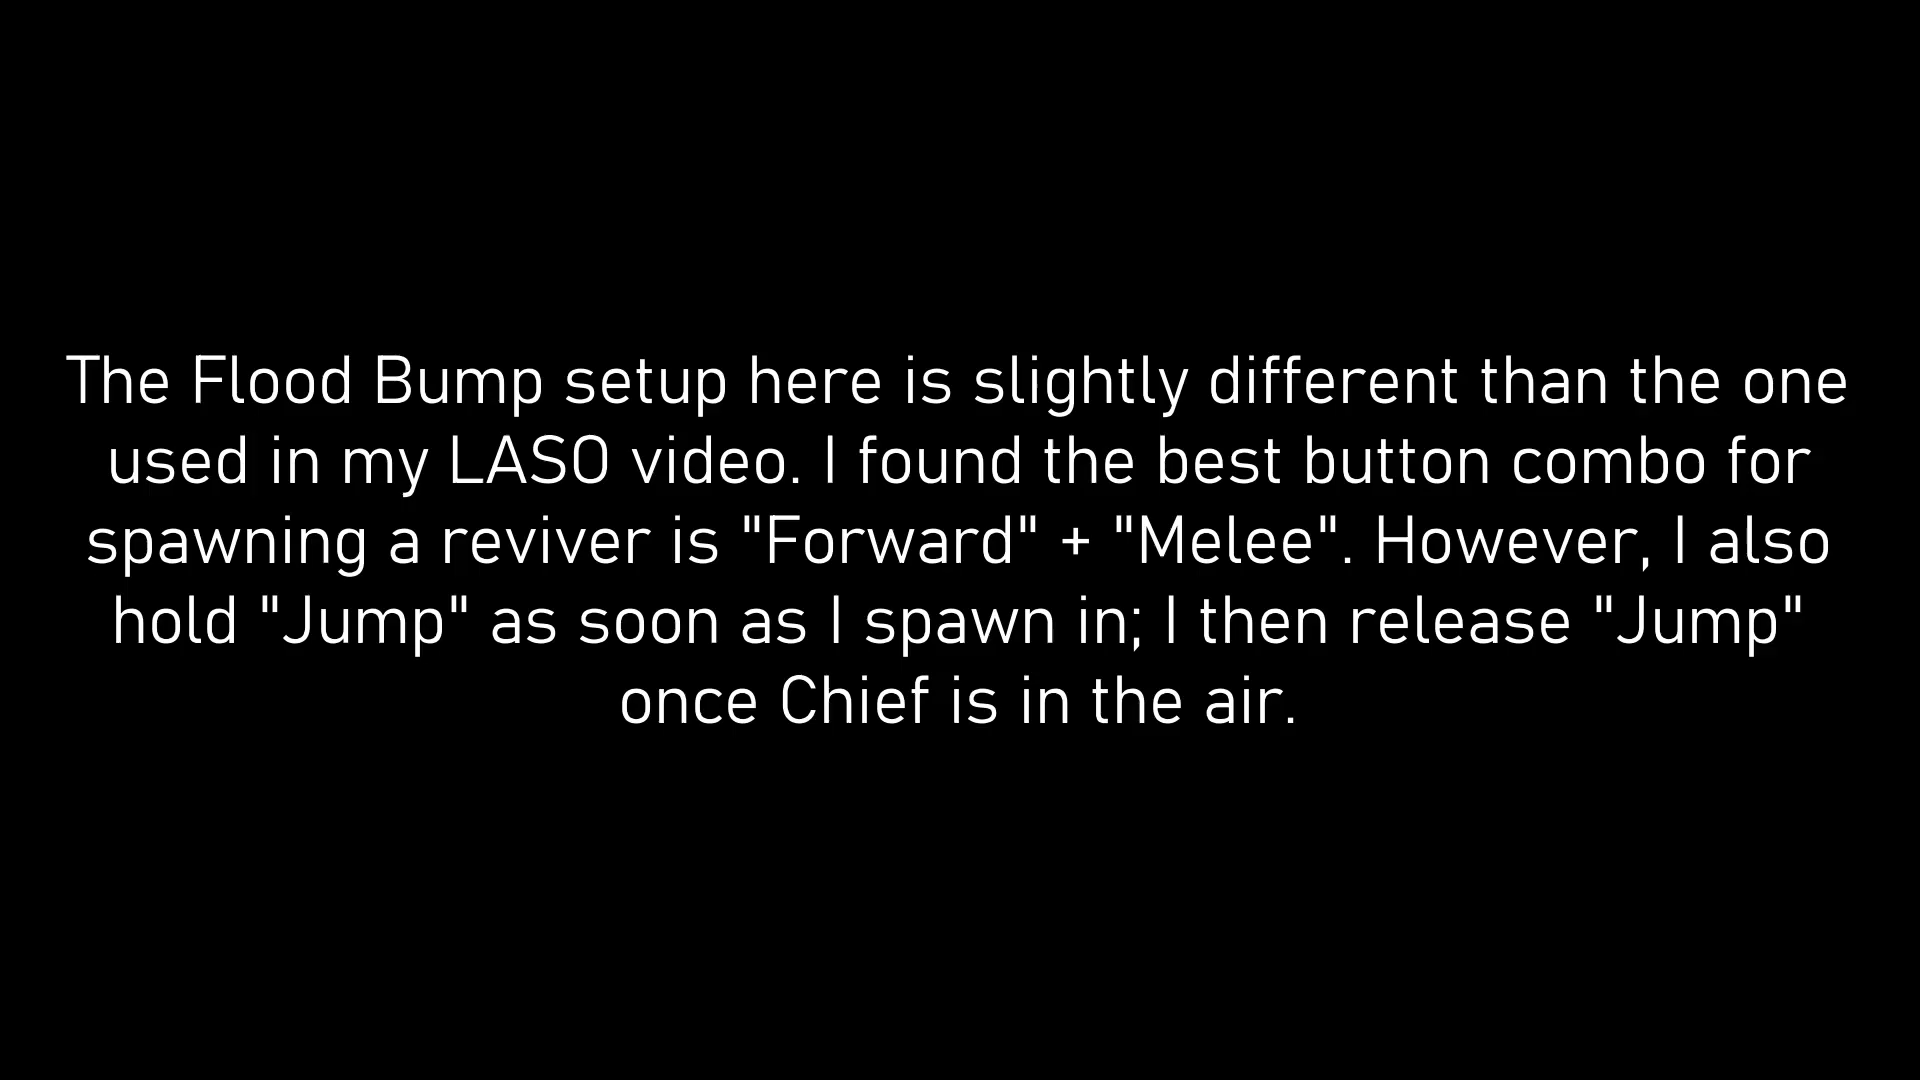 The Flood Bump setup here is slightly different than the one
used in my LASO video. I found the best button combo for
spawning a reviver is "Forward" + "Melee". However, I also
hold "Jump" as soon as I spawn in; I then release "Jump"
once Chief is in the air.